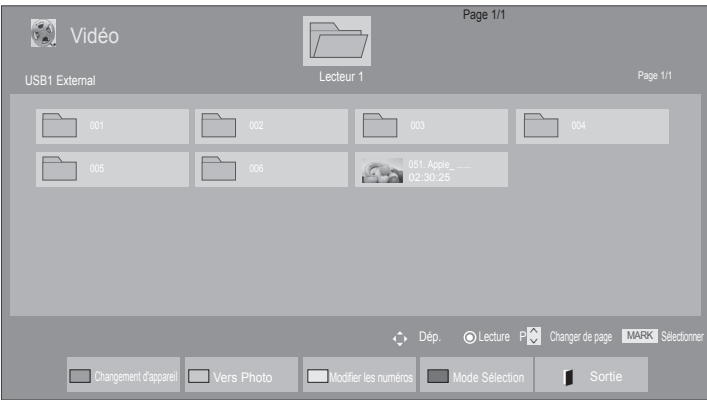 Page 1/1
Vidéo
Lecteur 1
USB1 External
Page 1/1
001
002
003
004
005
006
051. Apple_ ......
02:30:25
Dép.
Lecture
P
Changer de page
MARK
Sélectionner
Changement d'appareil
Vers Photo
Modifier les numéros
Mode Sélection
Sortie